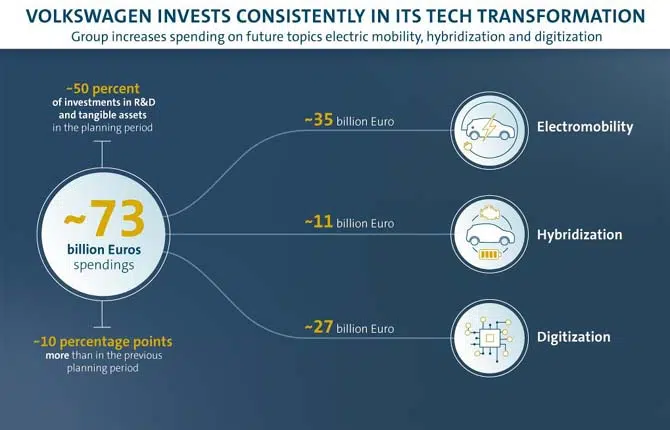 VOLKSWAGEN INVESTS CONSISTENTLY IN ITS TECH TRANSFORMATION
Group increases spending on future topics electric mobility, hybridization and digitization
~50 percent
of investments in R&D
and tangible assets
in the planning period
~73
billion Euros
spendings
~10 percentage points
more than in the previous
planning period
~35 billion Euro
Electromobility
~11 billion Euro
Hybridization
~27 billion Euro
Digitization